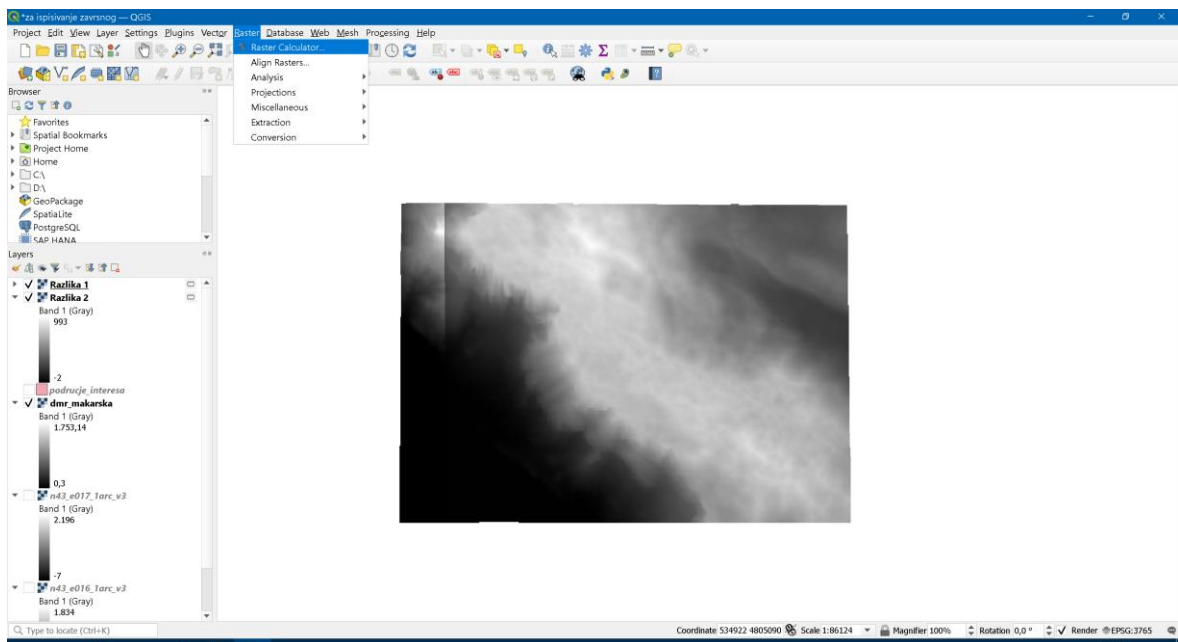 *za ispisivanje zavrsnog — QGIS
Project Edit View Layer Settings Plugins Vector Raster Database Web Mesh Processing Help
Raster Calculator...
Align Rasters...
Analysis
Projections
Miscellaneous
Extraction
Conversion
Browser
Favorites
Spatial Bookmarks
Project Home
Home
C:\
D:\
GeoPackage
SpatiaLite
PostgreSQL
SAP HANA
Layers
Razlika 1
Razlika 2
Band 1 (Gray)
993
-2
podrucje_interesa
dmr_makarska
Band 1 (Gray)
1.753,14
0,3
n43_e017_1arc_v3
Band 1 (Gray)
2.196
-7
n43_e016_1arc_v3
Band 1 (Gray)
1.834
Type to locate (Ctrl+K)
Coordinate 534922 4805090 Scale 1:86124 Magnifier 100% Rotation 0,0 ° Render EPSG:3765